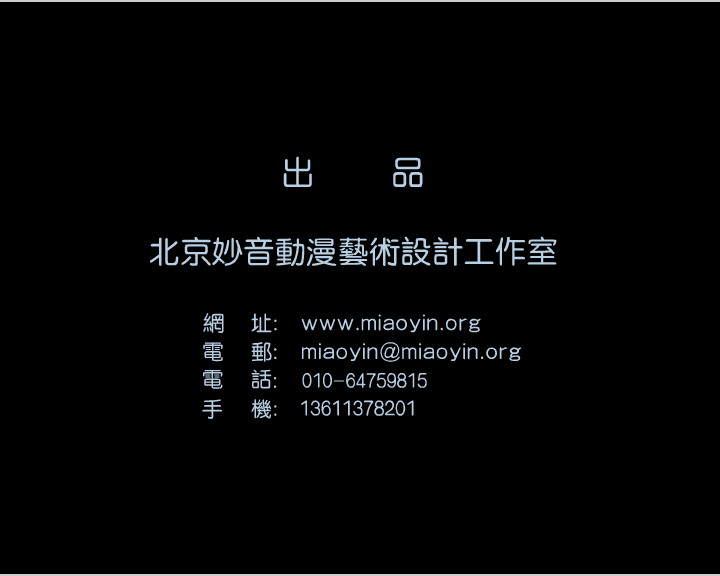 出 品
北京妙音動漫藝術設計工作室
網 址: www.miaoyin.org
電 郵: miaoyin@miaoyin.org
電 話: 010-64759815
手 機: 13611378201